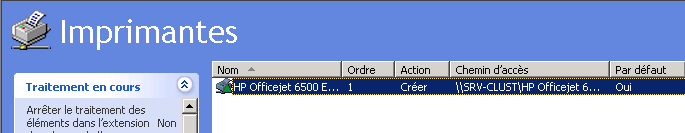 Imprimantes
Nom Ordre Action Chemin d'accès Par défaut
HP Officejet 6500 E... 1 Créer \\SRV-CLUST\HP Officejet 6... Oui
Traitement en cours
Arrêter le traitement des
éléments dans l'extension Non